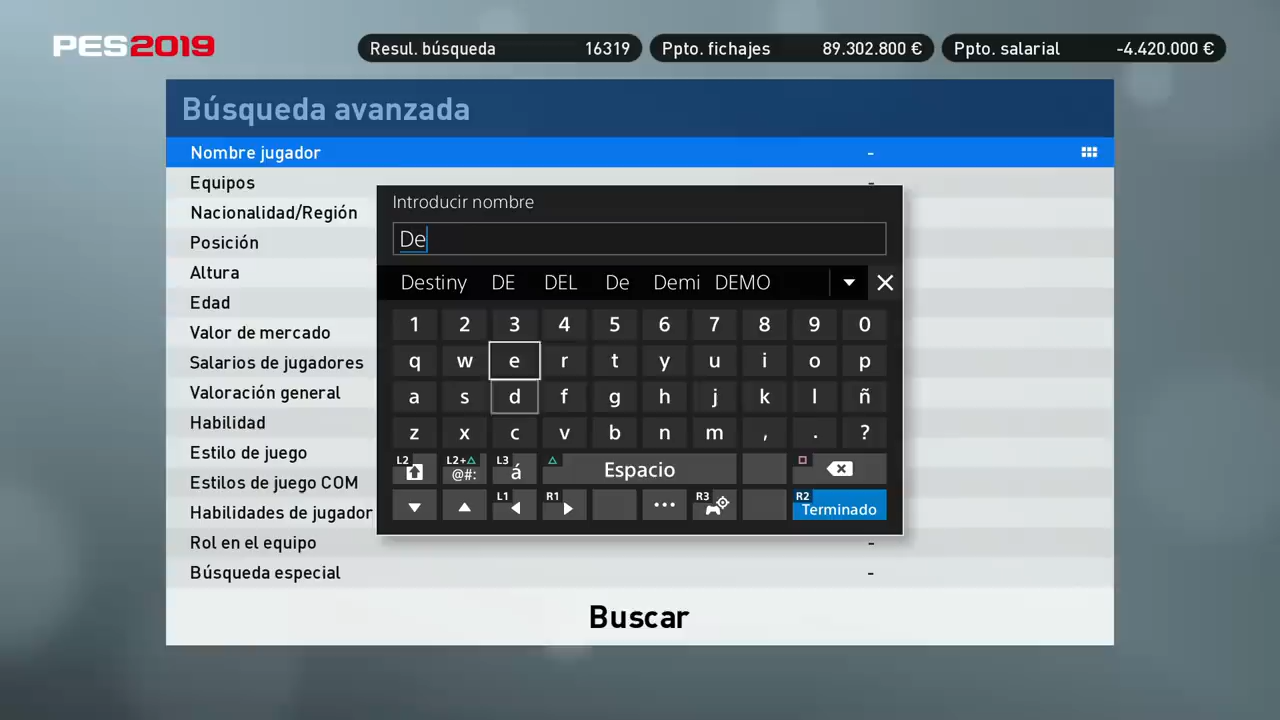 PES2019
Resul. búsqueda 16319
Ppto. fichajes 89.302.800 €
Ppto. salarial -4.420.000 €
Búsqueda avanzada
Nombre jugador -
Equipos -
Nacionalidad/Región
Posición
Altura
Edad
Valor de mercado
Salarios de jugadores
Valoración general
Habilidad
Estilo de juego
Estilos de juego COM
Habilidades de jugador
Rol en el equipo -
Búsqueda especial -
Buscar
Introducir nombre
De
Destiny DE DEL De Demi DEMO
1 2 3 4 5 6 7 8 9 0
q w e r t y u i o p
a s d f g h j k l ñ
z x c v b n m , . ?
L2 L2+△ @#: L3 á △ Espacio □
L1 R1 ... R3 R2 Terminado